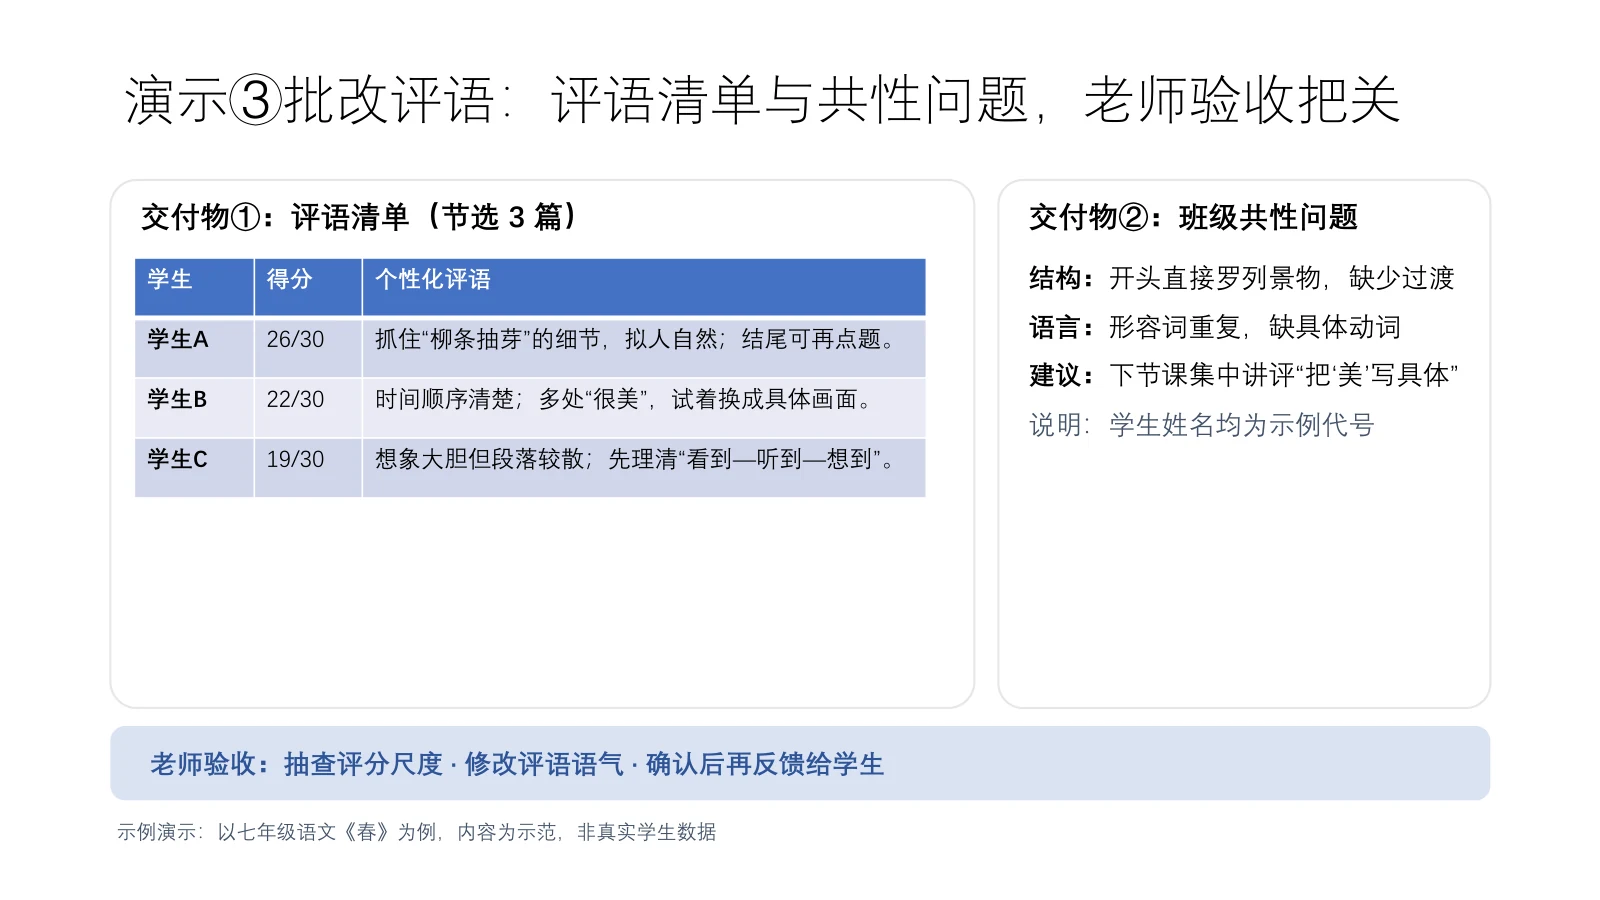 演示③批改评语：评语清单与共性问题，老师验收把关
交付物①：评语清单（节选 3 篇）
学生 得分 个性化评语
学生A 26/30 抓住“柳条抽芽”的细节，拟人自然；结尾可再点题。
学生B 22/30 时间顺序清楚；多处“很美”，试着换成具体画面。
学生C 19/30 想象大胆但段落较散；先理清“看到—听到—想到”。
交付物②：班级共性问题
结构：开头直接罗列景物，缺少过渡
语言：形容词重复，缺具体动词
建议：下节课集中讲评“把‘美’写具体”
说明：学生姓名均为示例代号
老师验收：抽查评分尺度 · 修改评语语气 · 确认后再反馈给学生
示例演示：以七年级语文《春》为例，内容为示范，非真实学生数据